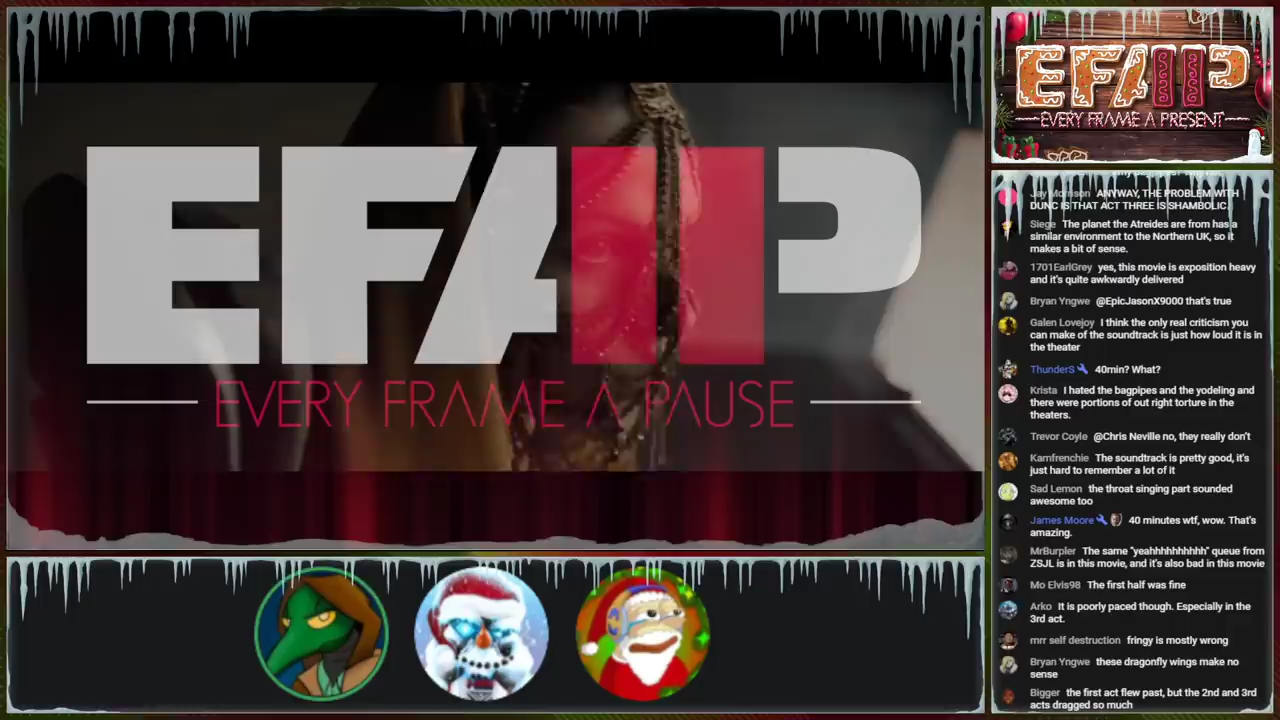 EFAP
EVERY FRAME A PAUSE
EFAP
EVERY FRAME A PRESENT
Jay Morrison ANYWAY, THE PROBLEM WITH
DUNC IS THAT ACT THREE IS SHAMBOLIC.
Siege The planet the Atreides are from has a
similar environment to the Northern UK, so it
makes a bit of sense.
1701EarlGrey yes, this movie is exposition heavy
and it's quite awkwardly delivered
Bryan Yngwe @EpicJasonX9000 that's true
Galen Lovejoy I think the only real criticism you
can make of the soundtrack is just how loud it is in
the theater
ThunderS 40min? What?
Krista I hated the bagpipes and the yodeling and
there were portions of out right torture in the
theaters.
Trevor Coyle @Chris Neville no, they really don't
Kamfrenchie The soundtrack is pretty good, it's
just hard to remember a lot of it
Sad Lemon the throat singing part sounded
awesome too
James Moore 40 minutes wtf, wow. That's
amazing.
MrBurpler The same "yeahhhhhhhhhh" queue from
ZSJL is in this movie, and it's also bad in this movie
Mo Elvis98 The first half was fine
Arko It is poorly paced though. Especially in the
3rd act.
mrr self destruction fringy is mostly wrong
Bryan Yngwe these dragonfly wings make no
sense
Bigger the first act flew past, but the 2nd and 3rd
acts dragged so much